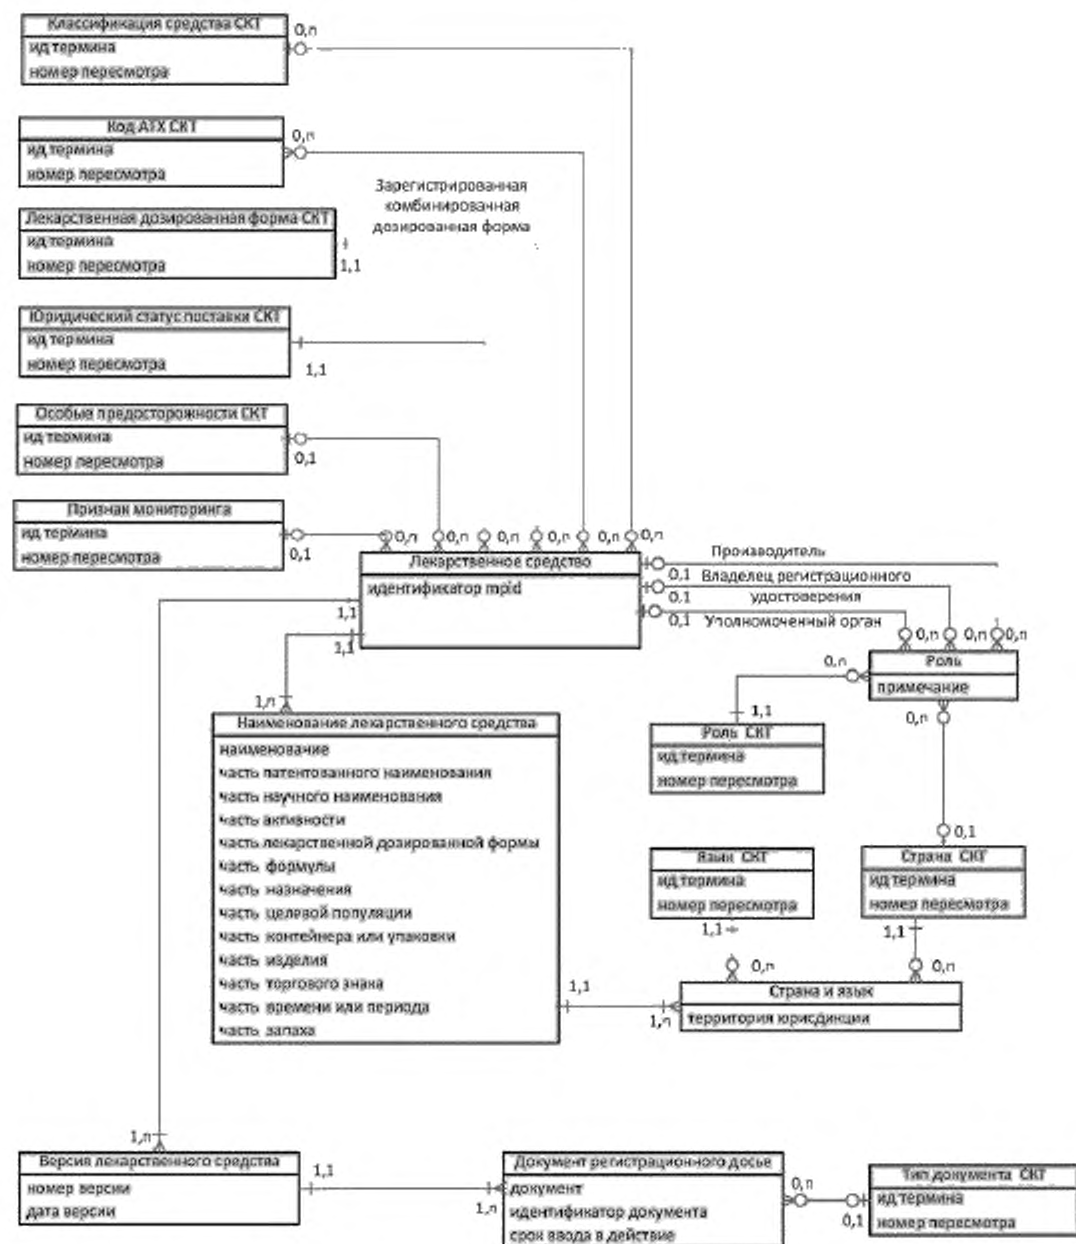 Классификация средства СКТ
0,n
ид термина
номер пересмотра
Код АТХ СКТ
0,n
ид термина
номер пересмотра
Зарегистрированная
комбинированная
дозированная форма
Лекарственная дозированная форма СКТ
ид термина
номер пересмотра
1,1
Юридический статус поставки СКТ
ид термина
номер пересмотра
1,1
Особые предосторожности СКТ
ид термина
номер пересмотра
0,1
Признак мониторинга
ид термина
номер пересмотра
0,1
0,n 0,n 0,n 0,n 0,n 0,n
Лекарственное средство
идентификатор mpid
1,1
1,1
Производитель
0,1 Владелец регистрационного
удостоверения
0,1
0,1 Уполномоченный орган
0,n 0,n 0,n
Роль
примечание
0,n
0,n
1,1
Роль СКТ
ид термина
номер пересмотра
0,1
Язык СКТ
ид термина
номер пересмотра
1,1
Страна СКТ
ид термина
номер пересмотра
1,1
0,n
0,n
Страна и язык
территория юрисдинции
1,n
Наименование лекарственного средства
наименование
часть патентованного наименования
часть научного наименования
часть активности
часть лекарственной дозированной формы
часть формулы
часть назначения
часть целевой популяции
часть контейнера или упаковки
часть изделия
часть торгового знака
часть времени или периода
часть запаха
1,1
1,n
1,n
Версия лекарственного средства
номер версии
дата версии
1,1
1,n
Документ регистрационного досье
документ
идентификатор документа
срок ввода в действие
0,n
0,1
Тип документа СКТ
ид термина
номер пересмотра